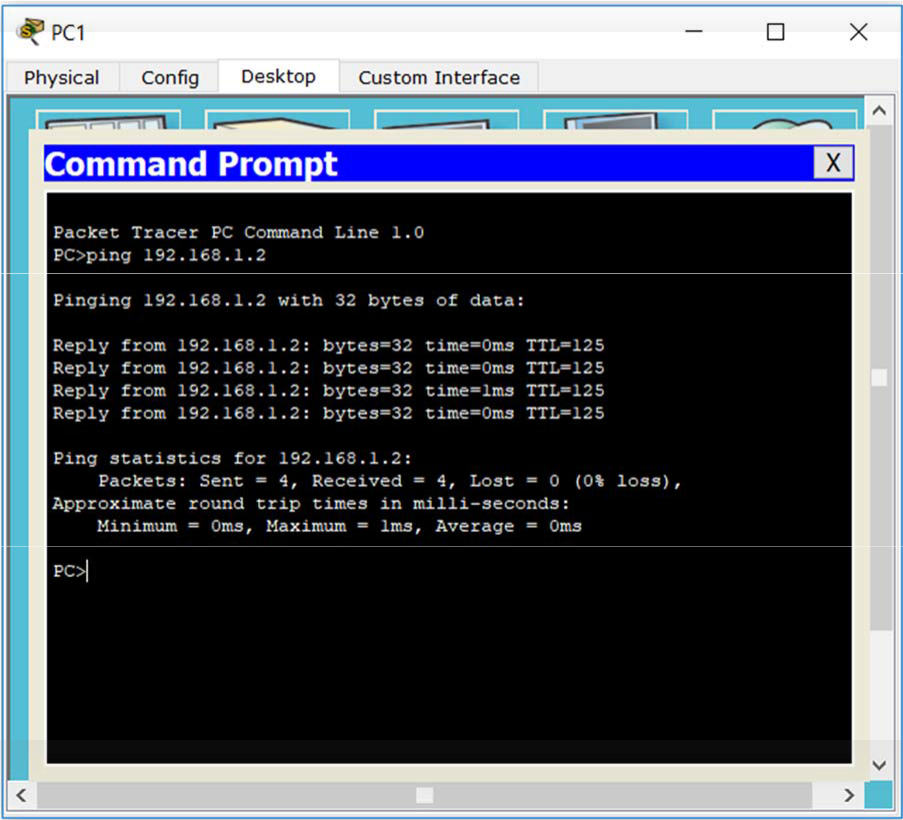 PC1
Physical Config Desktop Custom Interface
Command Prompt X
Packet Tracer PC Command Line 1.0
PC>ping 192.168.1.2
Pinging 192.168.1.2 with 32 bytes of data:
Reply from 192.168.1.2: bytes=32 time=0ms TTL=125
Reply from 192.168.1.2: bytes=32 time=0ms TTL=125
Reply from 192.168.1.2: bytes=32 time=1ms TTL=125
Reply from 192.168.1.2: bytes=32 time=0ms TTL=125
Ping statistics for 192.168.1.2:
Packets: Sent = 4, Received = 4, Lost = 0 (0% loss),
Approximate round trip times in milli-seconds:
Minimum = 0ms, Maximum = 1ms, Average = 0ms
PC>